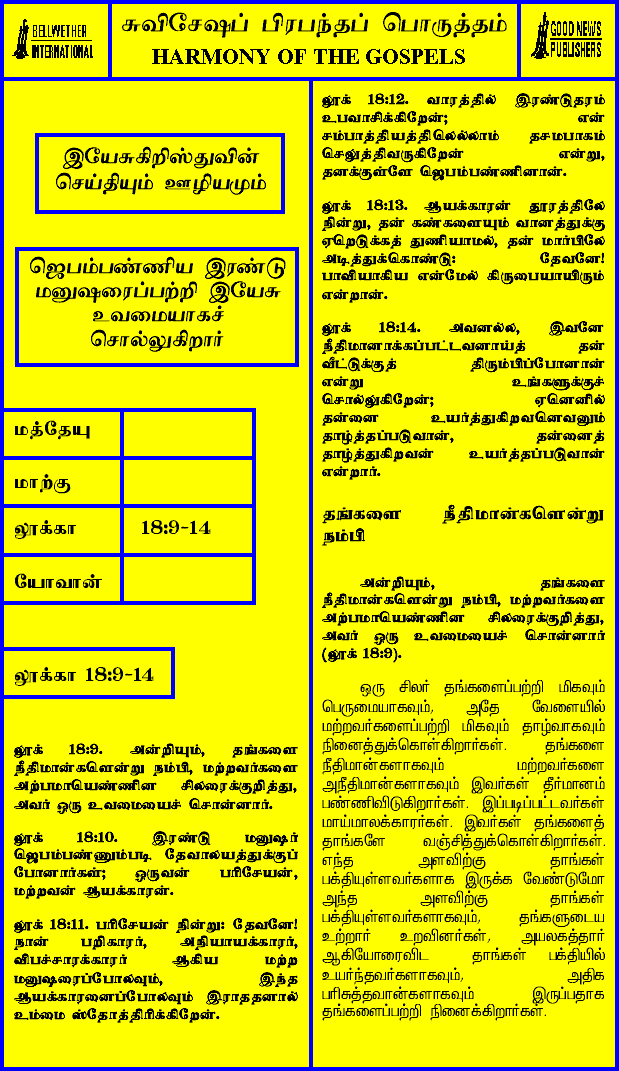 BELLWETHER
INTERNATIONAL
சுவிசேஷப் பிரபந்தப் பொருத்தம்
HARMONY OF THE GOSPELS
GOOD NEWS
PUBLISHERS
இயேசுகிறிஸ்துவின்
செய்தியும் ஊழியமும்
ஜெபம்பண்ணிய இரண்டு
மனுஷரைப்பற்றி இயேசு
உவமையாகச்
சொல்லுகிறார்
மத்தேயு
மாற்கு
லூக்கா 18:9-14
யோவான்
லூக்கா 18:9-14
லூக் 18:9. அன்றியும், தங்களை
நீதிமான்களென்று நம்பி, மற்றவர்களை
அற்பமாயெண்ணின சிலரைக்குறித்து,
அவர் ஒரு உவமையைச் சொன்னார்.
லூக் 18:10. இரண்டு மனுஷர்
ஜெபம்பண்ணும்படி தேவாலயத்துக்குப்
போனார்கள்; ஒருவன் பரிசேயன்,
மற்றவன் ஆயக்காரன்.
லூக் 18:11. பரிசேயன் நின்று: தேவனே!
நான் பறிகாரர், அநியாயக்காரர்,
விபச்சாரக்காரர் ஆகிய மற்ற
மனுஷரைப்போலவும், இந்த
ஆயக்காரனைப்போலவும் இராததனால்
உம்மை ஸ்தோத்திரிக்கிறேன்.
லூக் 18:12. வாரத்தில் இரண்டுதரம்
உபவாசிக்கிறேன்; என்
சம்பாத்தியத்திலெல்லாம் தசமபாகம்
செலுத்திவருகிறேன் என்று,
தனக்குள்ளே ஜெபம்பண்ணினான்.
லூக் 18:13. ஆயக்காரன் தூரத்திலே
நின்று, தன் கண்களையும் வானத்துக்கு
ஏறெடுக்கத் துணியாமல், தன் மார்பிலே
அடித்துக்கொண்டு: தேவனே!
பாவியாகிய என்மேல் கிருபையாயிரும்
என்றான்.
லூக் 18:14. அவனல்ல, இவனே
நீதிமானாக்கப்பட்டவனாய்த் தன்
வீட்டுக்குத் திரும்பிப்போனான்
என்று உங்களுக்குச்
சொல்லுகிறேன்; ஏனெனில்
தன்னை உயர்த்துகிறவனெவனும்
தாழ்த்தப்படுவான், தன்னைத்
தாழ்த்துகிறவன் உயர்த்தப்படுவான்
என்றார்.
தங்களை நீதிமான்களென்று
நம்பி
அன்றியும், தங்களை
நீதிமான்களென்று நம்பி, மற்றவர்களை
அற்பமாயெண்ணின சிலரைக்குறித்து,
அவர் ஒரு உவமையைச் சொன்னார்
(லூக் 18:9).
ஒரு சிலர் தங்களைப்பற்றி மிகவும்
பெருமையாகவும், அதே வேளையில்
மற்றவர்களைப்பற்றி மிகவும் தாழ்வாகவும்
நினைத்துக்கொள்கிறார்கள். தங்களை
நீதிமான்களாகவும் மற்றவர்களை
அநீதிமான்களாகவும் இவர்கள் தீர்மானம்
பண்ணிவிடுகிறார்கள். இப்படிப்பட்டவர்கள்
மாய்மாலக்காரர்கள். இவர்கள் தங்களைத்
தாங்களே வஞ்சித்துக்கொள்கிறார்கள்.
எந்த அளவிற்கு தாங்கள்
பக்தியுள்ளவர்களாக இருக்க வேண்டுமோ
அந்த அளவிற்கு தாங்கள்
பக்தியுள்ளவர்களாகவும், தங்களுடைய
உற்றார் உறவினர்கள், அயலகத்தார்
ஆகியோரைவிட தாங்கள் பக்தியில்
உயர்ந்தவர்களாகவும், அதிக
பரிசுத்தவான்களாகவும் இருப்பதாக
தங்களைப்பற்றி நினைக்கிறார்கள்.